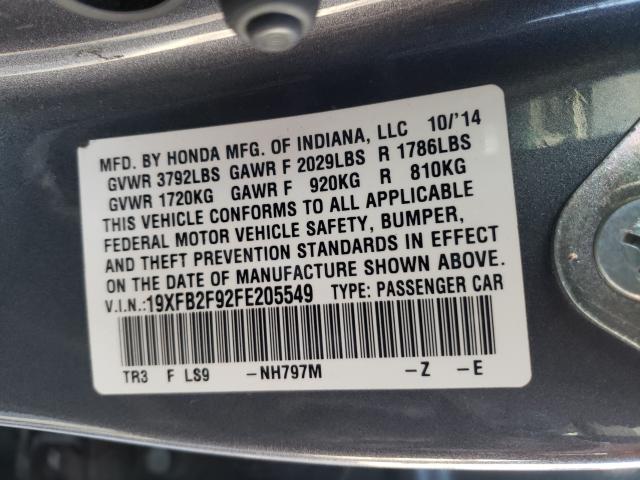 MFD. BY HONDA MFG. OF INDIANA, LLC 10/'14
GVWR 3792LBS GAWR F 2029LBS R 1786LBS
GVWR 1720KG GAWR F 920KG R 810KG
THIS VEHICLE CONFORMS TO ALL APPLICABLE
FEDERAL MOTOR VEHICLE SAFETY, BUMPER,
AND THEFT PREVENTION STANDARDS IN EFFECT
ON THE DATE OF MANUFACTURE SHOWN ABOVE.
V.I.N.:19XFB2F92FE205549 TYPE: PASSENGER CAR
TR3 F LS9 -NH797M -Z -E